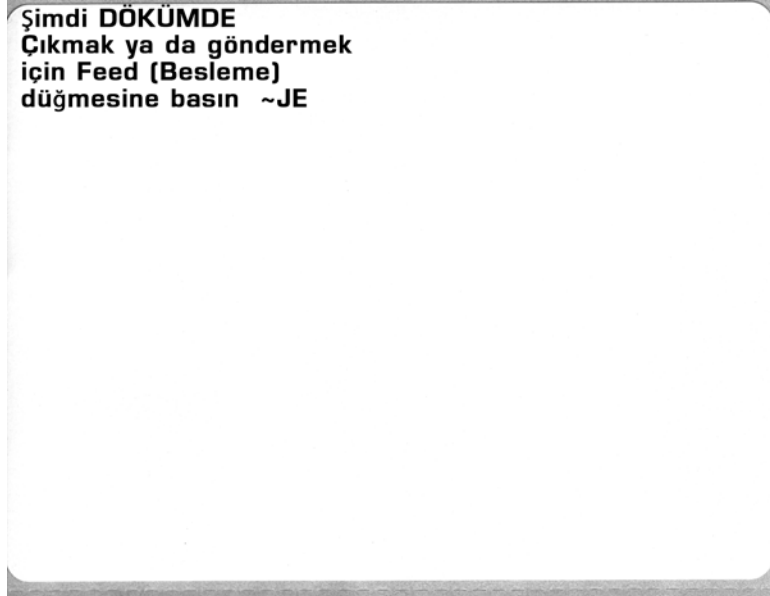 Şimdi DÖKÜMDE
Çıkmak ya da göndermek
için Feed (Besleme)
düğmesine basın ~JE